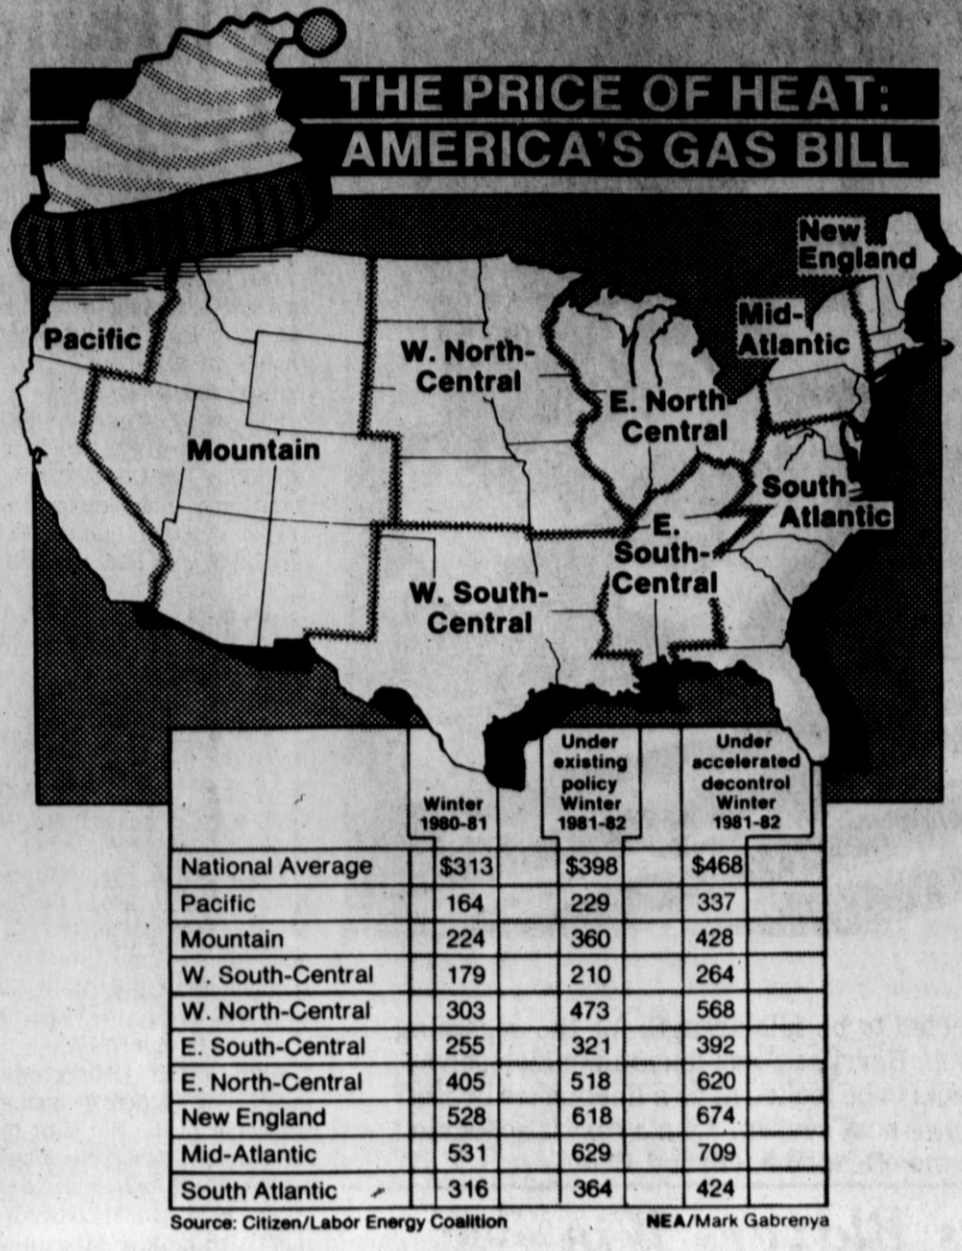 THE PRICE OF HEAT:
AMERICA'S GAS BILL
New
England
Mid-
Atlantic
Pacific
W. North-
Central
E. North-
Central
Mountain
South
Atlantic
E.
South-
Central
W. South-
Central
Winter
1980-81
Under
existing
policy
Winter
1981-82
Under
accelerated
decontrol
Winter
1981-82
National Average $313 $398 $468
Pacific 164 229 337
Mountain 224 360 428
W. South-Central 179 210 264
W. North-Central 303 473 568
E. South-Central 255 321 392
E. North-Central 405 518 620
New England 528 618 674
Mid-Atlantic 531 629 709
South Atlantic 316 364 424
Source: Citizen/Labor Energy Coalition NEA/Mark Gabrenya